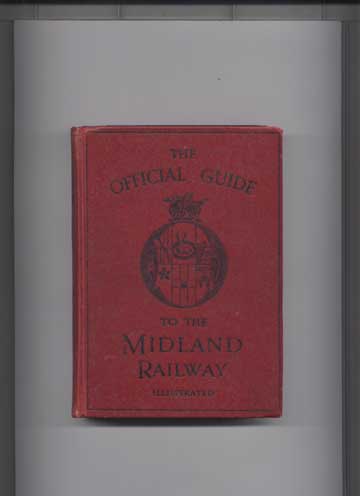 THE
OFFICIAL GUIDE
TO THE
MIDLAND
RAILWAY
ILLUSTRATED